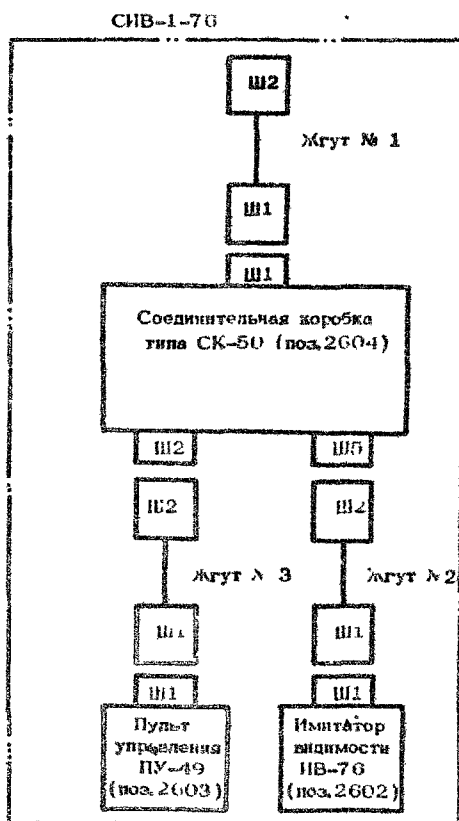 СИВ-1-76
Ш2
Жгут № 1
Ш1
Ш1
Соединительная коробка
типа СК-50 (поз.2604)
Ш2
Ш5
Ш2
Ш2
Жгут № 3
Жгут № 2
Ш1
Ш1
Ш1
Ш1
Пульт
управления
ПУ-49
(поз.2603)
Имитатор
видимости
ИВ-76
(поз.2602)